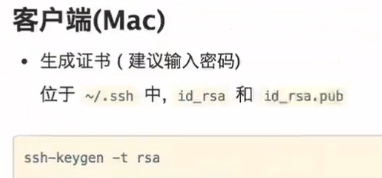 客户端(Mac)
• 生成证书 ( 建议输入密码)
位于 ~/.ssh 中, id_rsa 和 id_rsa.pub
ssh-keygen -t rsa